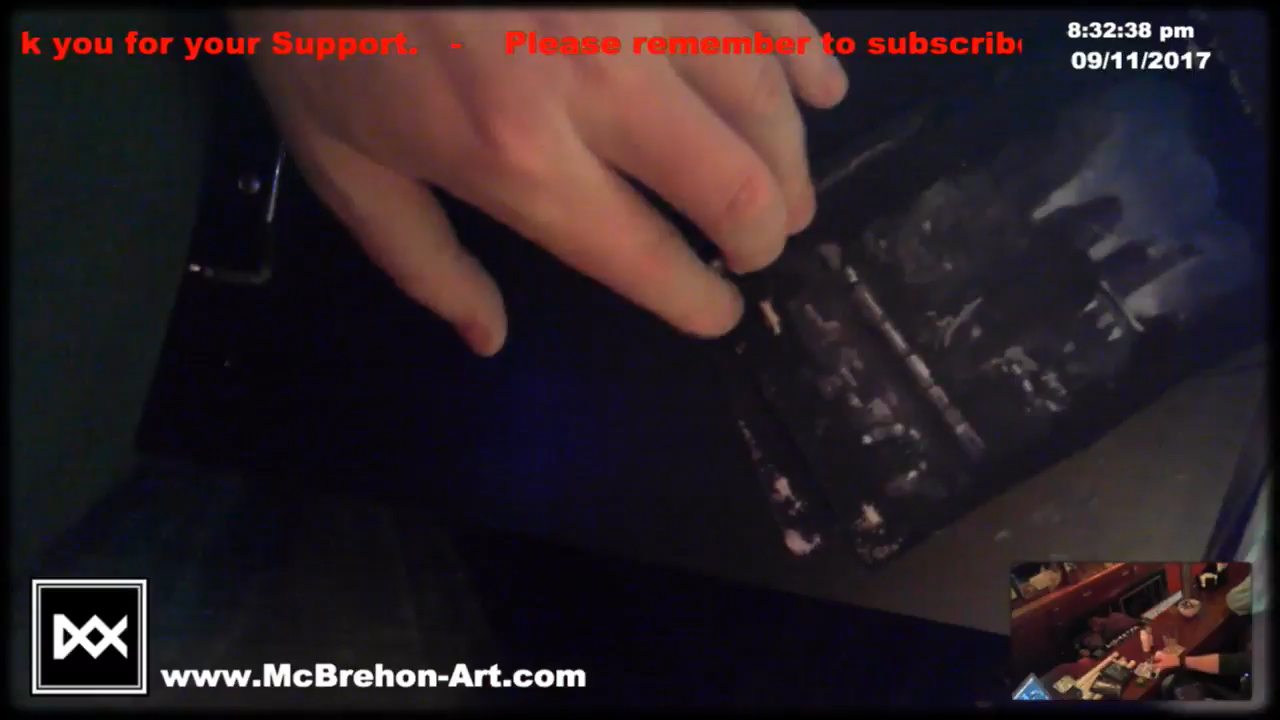 k you for your Support. - Please remember to subscrib
8:32:38 pm
09/11/2017
www.McBrehon-Art.com